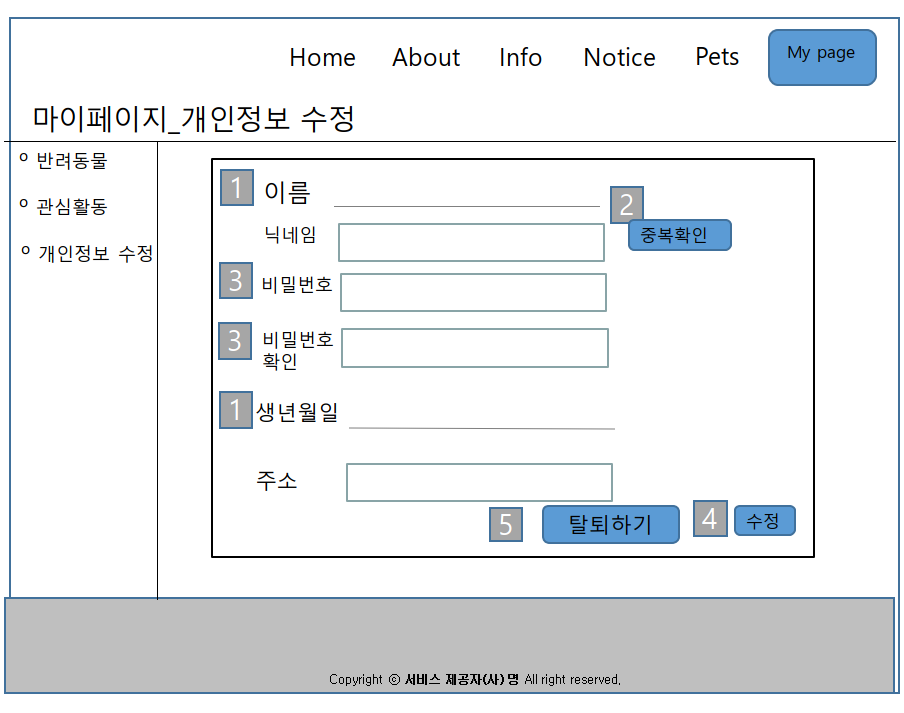 Home About Info Notice Pets My page
마이페이지_개인정보 수정
o 반려동물
o 관심활동
o 개인정보 수정
1 이름
2
닉네임 중복확인
3 비밀번호
3 비밀번호
확인
1 생년월일
주소
5 탈퇴하기 4 수정
Copyright ⓒ 서비스 제공자(사) 명 All right reserved.